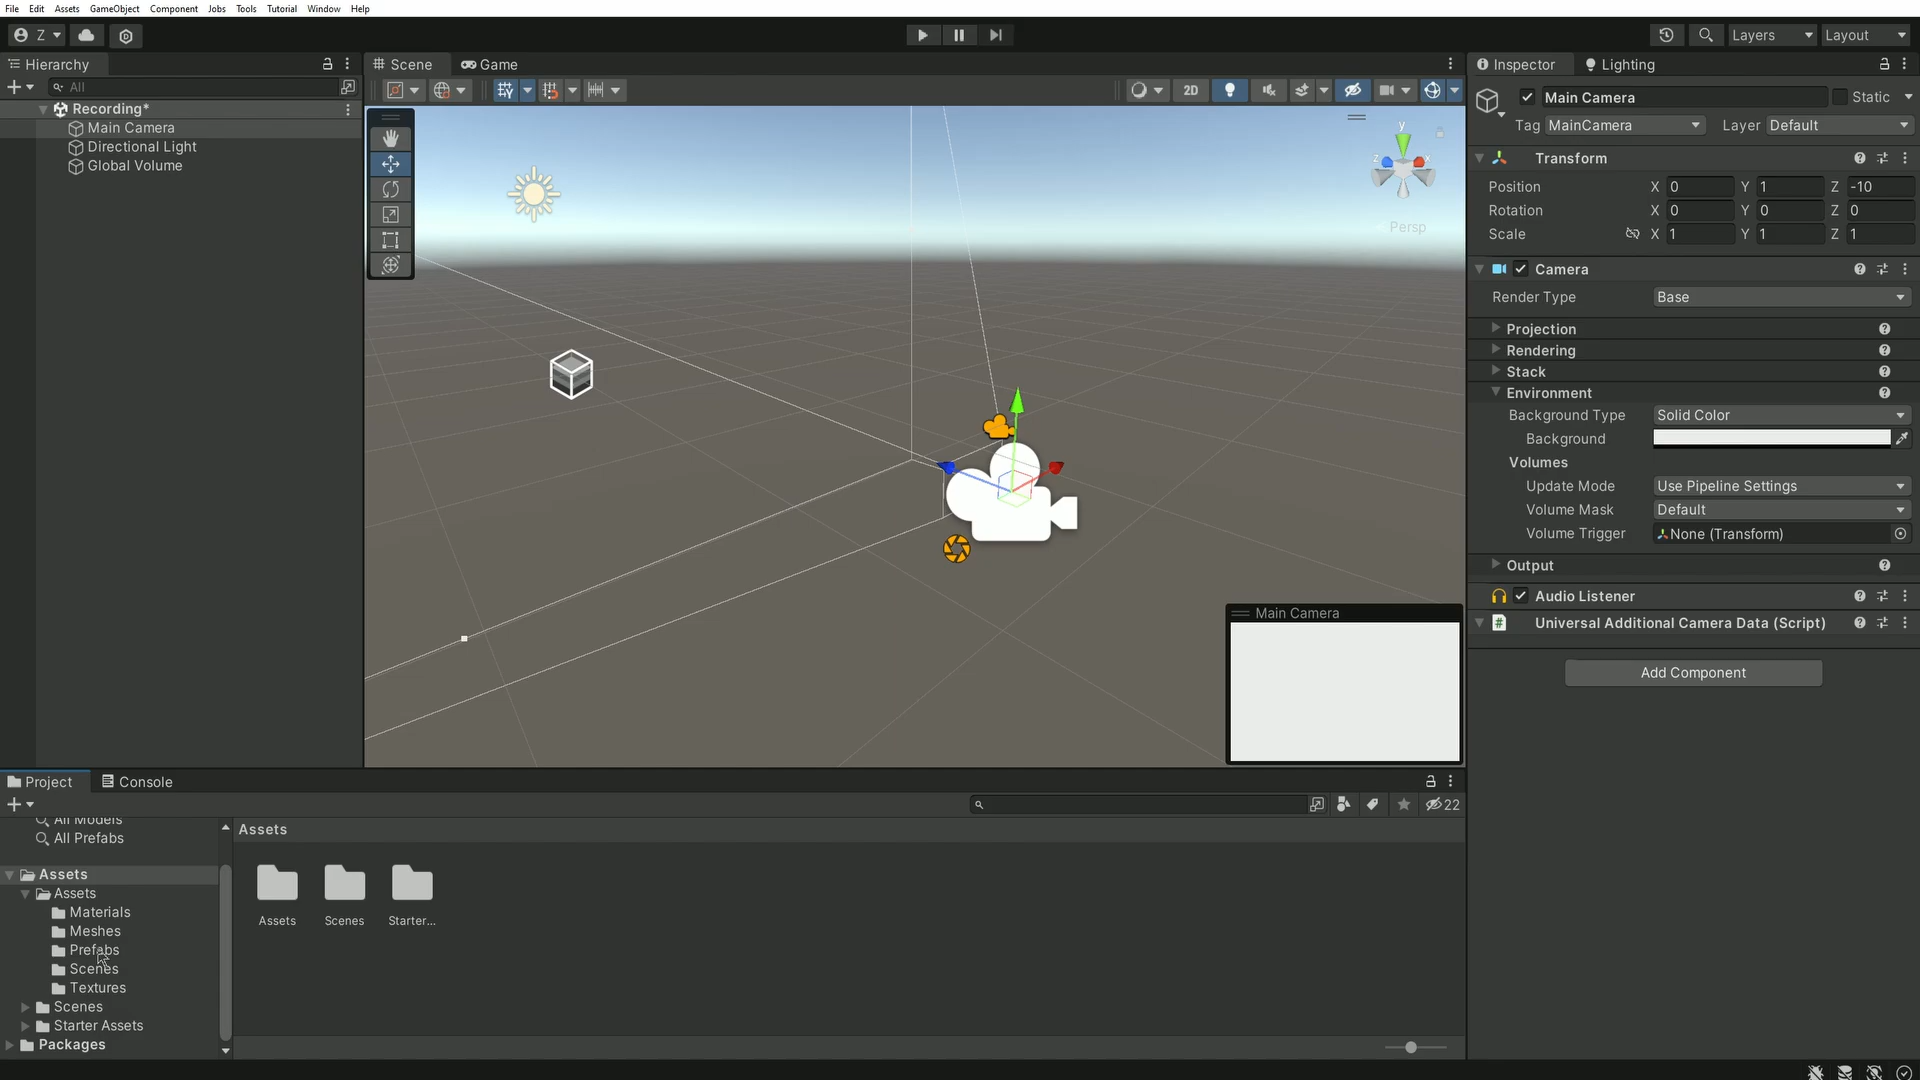 File Edit Assets GameObject Component Jobs Tools Tutorial Window Help
Z Layers Layout
Hierarchy
All
Recording*
Main Camera
Directional Light
Global Volume
Scene Game
2D
y
z x
Persp
Main Camera
Inspector Lighting
Main Camera Static
Tag MainCamera Layer Default
Transform
Position X 0 Y 1 Z -10
Rotation X 0 Y 0 Z 0
Scale X 1 Y 1 Z 1
Camera
Render Type Base
Projection
Rendering
Stack
Environment
Background Type Solid Color
Background
Volumes
Update Mode Use Pipeline Settings
Volume Mask Default
Volume Trigger None (Transform)
Output
Audio Listener
# Universal Additional Camera Data (Script)
Add Component
Project Console
22
All Models
All Prefabs
Assets
Assets
Materials
Meshes
Prefabs
Scenes
Textures
Scenes
Starter Assets
Packages
Assets
Assets Scenes Starter...